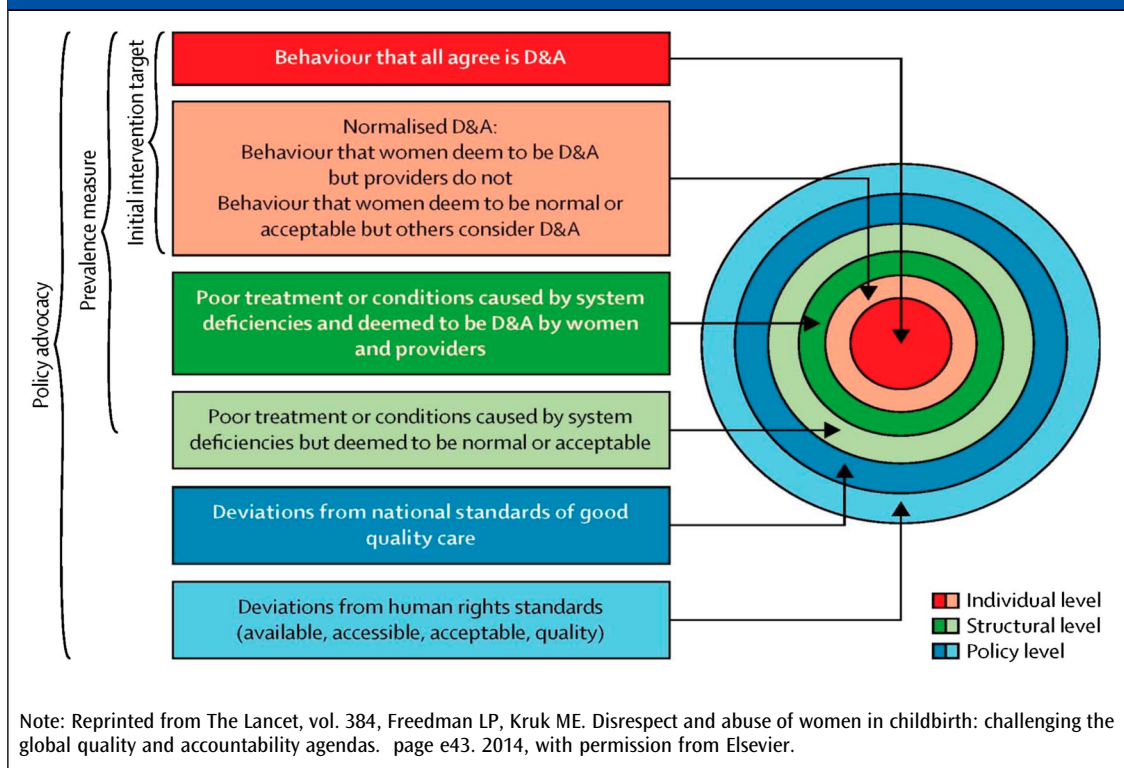 Policy advocacy
Prevalence measure
Initial intervention target
Behaviour that all agree is D&A
Normalised D&A:
Behaviour that women deem to be D&A
but providers do not
Behaviour that women deem to be normal or
acceptable but others consider D&A
Poor treatment or conditions caused by system
deficiencies and deemed to be D&A by women
and providers
Poor treatment or conditions caused by system
deficiencies but deemed to be normal or acceptable
Deviations from national standards of good
quality care
Deviations from human rights standards
(available, accessible, acceptable, quality)
Individual level
Structural level
Policy level
Note: Reprinted from The Lancet, vol. 384, Freedman LP, Kruk ME. Disrespect and abuse of women in childbirth: challenging the
global quality and accountability agendas. page e43. 2014, with permission from Elsevier.